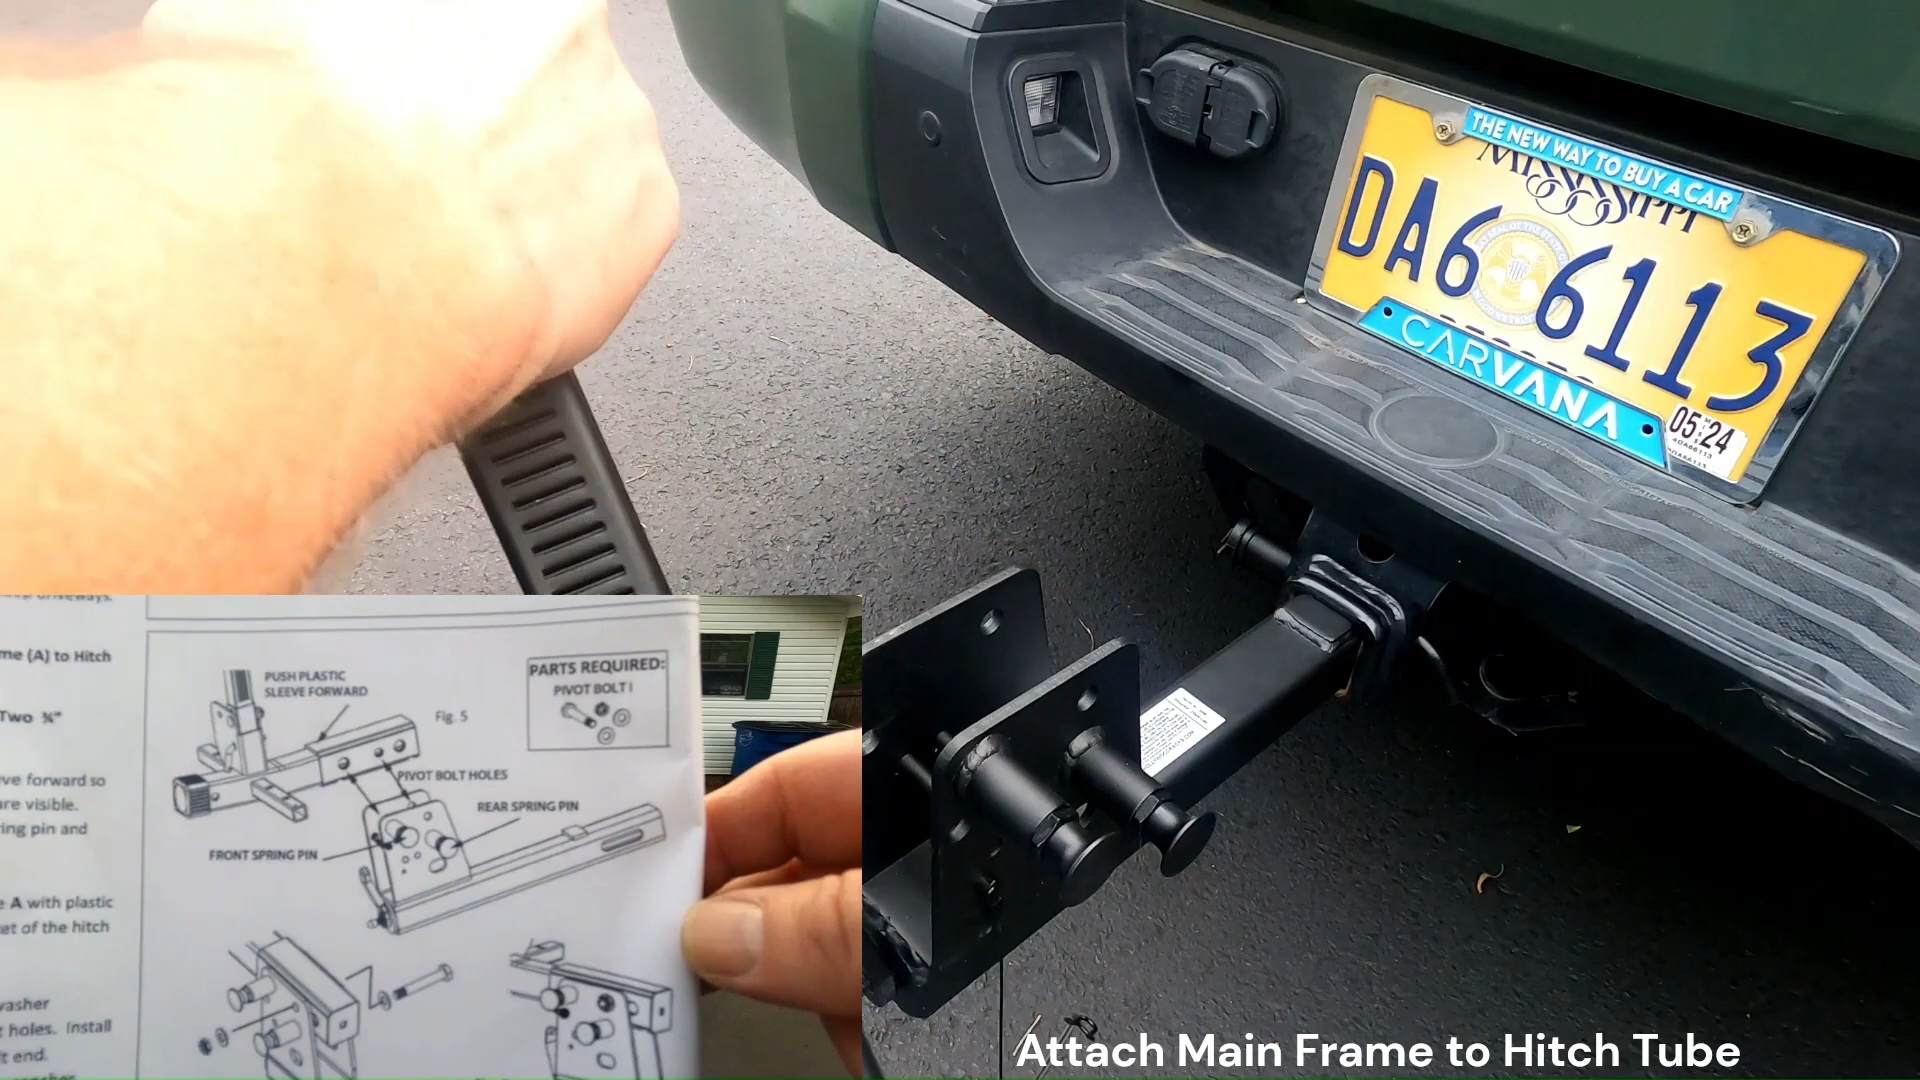 THE NEW WAY TO BUY A CAR
MISSISSIPPI
DA6 6113
CARVANA
05 24
me (A) to Hitch
Two ¾"
ve forward so
are visible.
ring pin and
e A with plastic
et of the hitch
washer
t holes. Install
t end.
PUSH PLASTIC
SLEEVE FORWARD
Fig. 5
PARTS REQUIRED:
PIVOT BOLT I
PIVOT BOLT HOLES
REAR SPRING PIN
FRONT SPRING PIN
Attach Main Frame to Hitch Tube